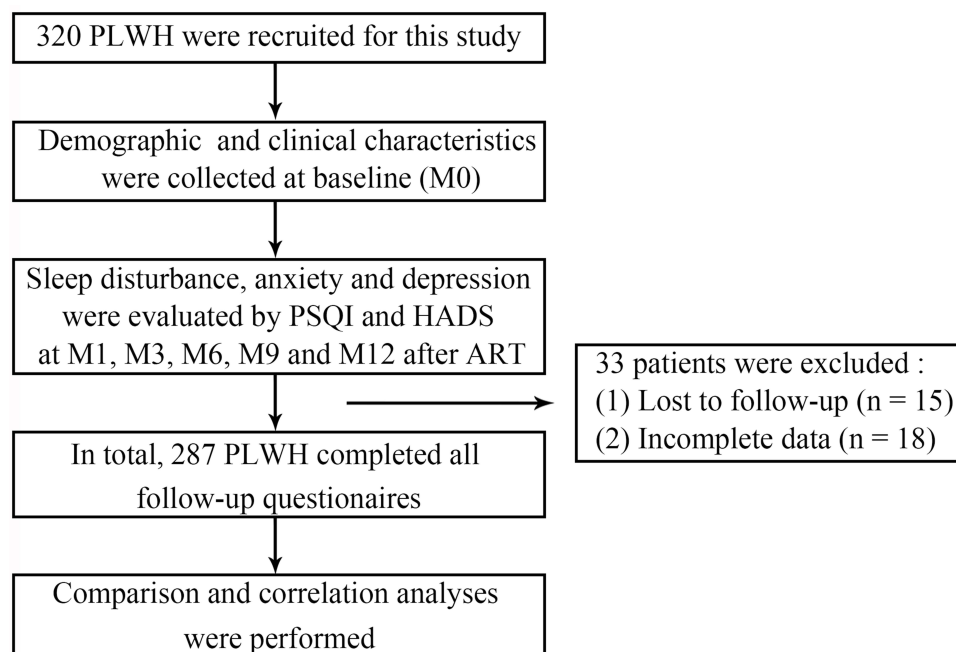 320 PLWH were recruited for this study
Demographic and clinical characteristics
were collected at baseline (M0)
Sleep disturbance, anxiety and depression
were evaluated by PSQI and HADS
at M1, M3, M6, M9 and M12 after ART
33 patients were excluded :
(1) Lost to follow-up (n = 15)
(2) Incomplete data (n = 18)
In total, 287 PLWH completed all
follow-up questionaires
Comparison and correlation analyses
were performed